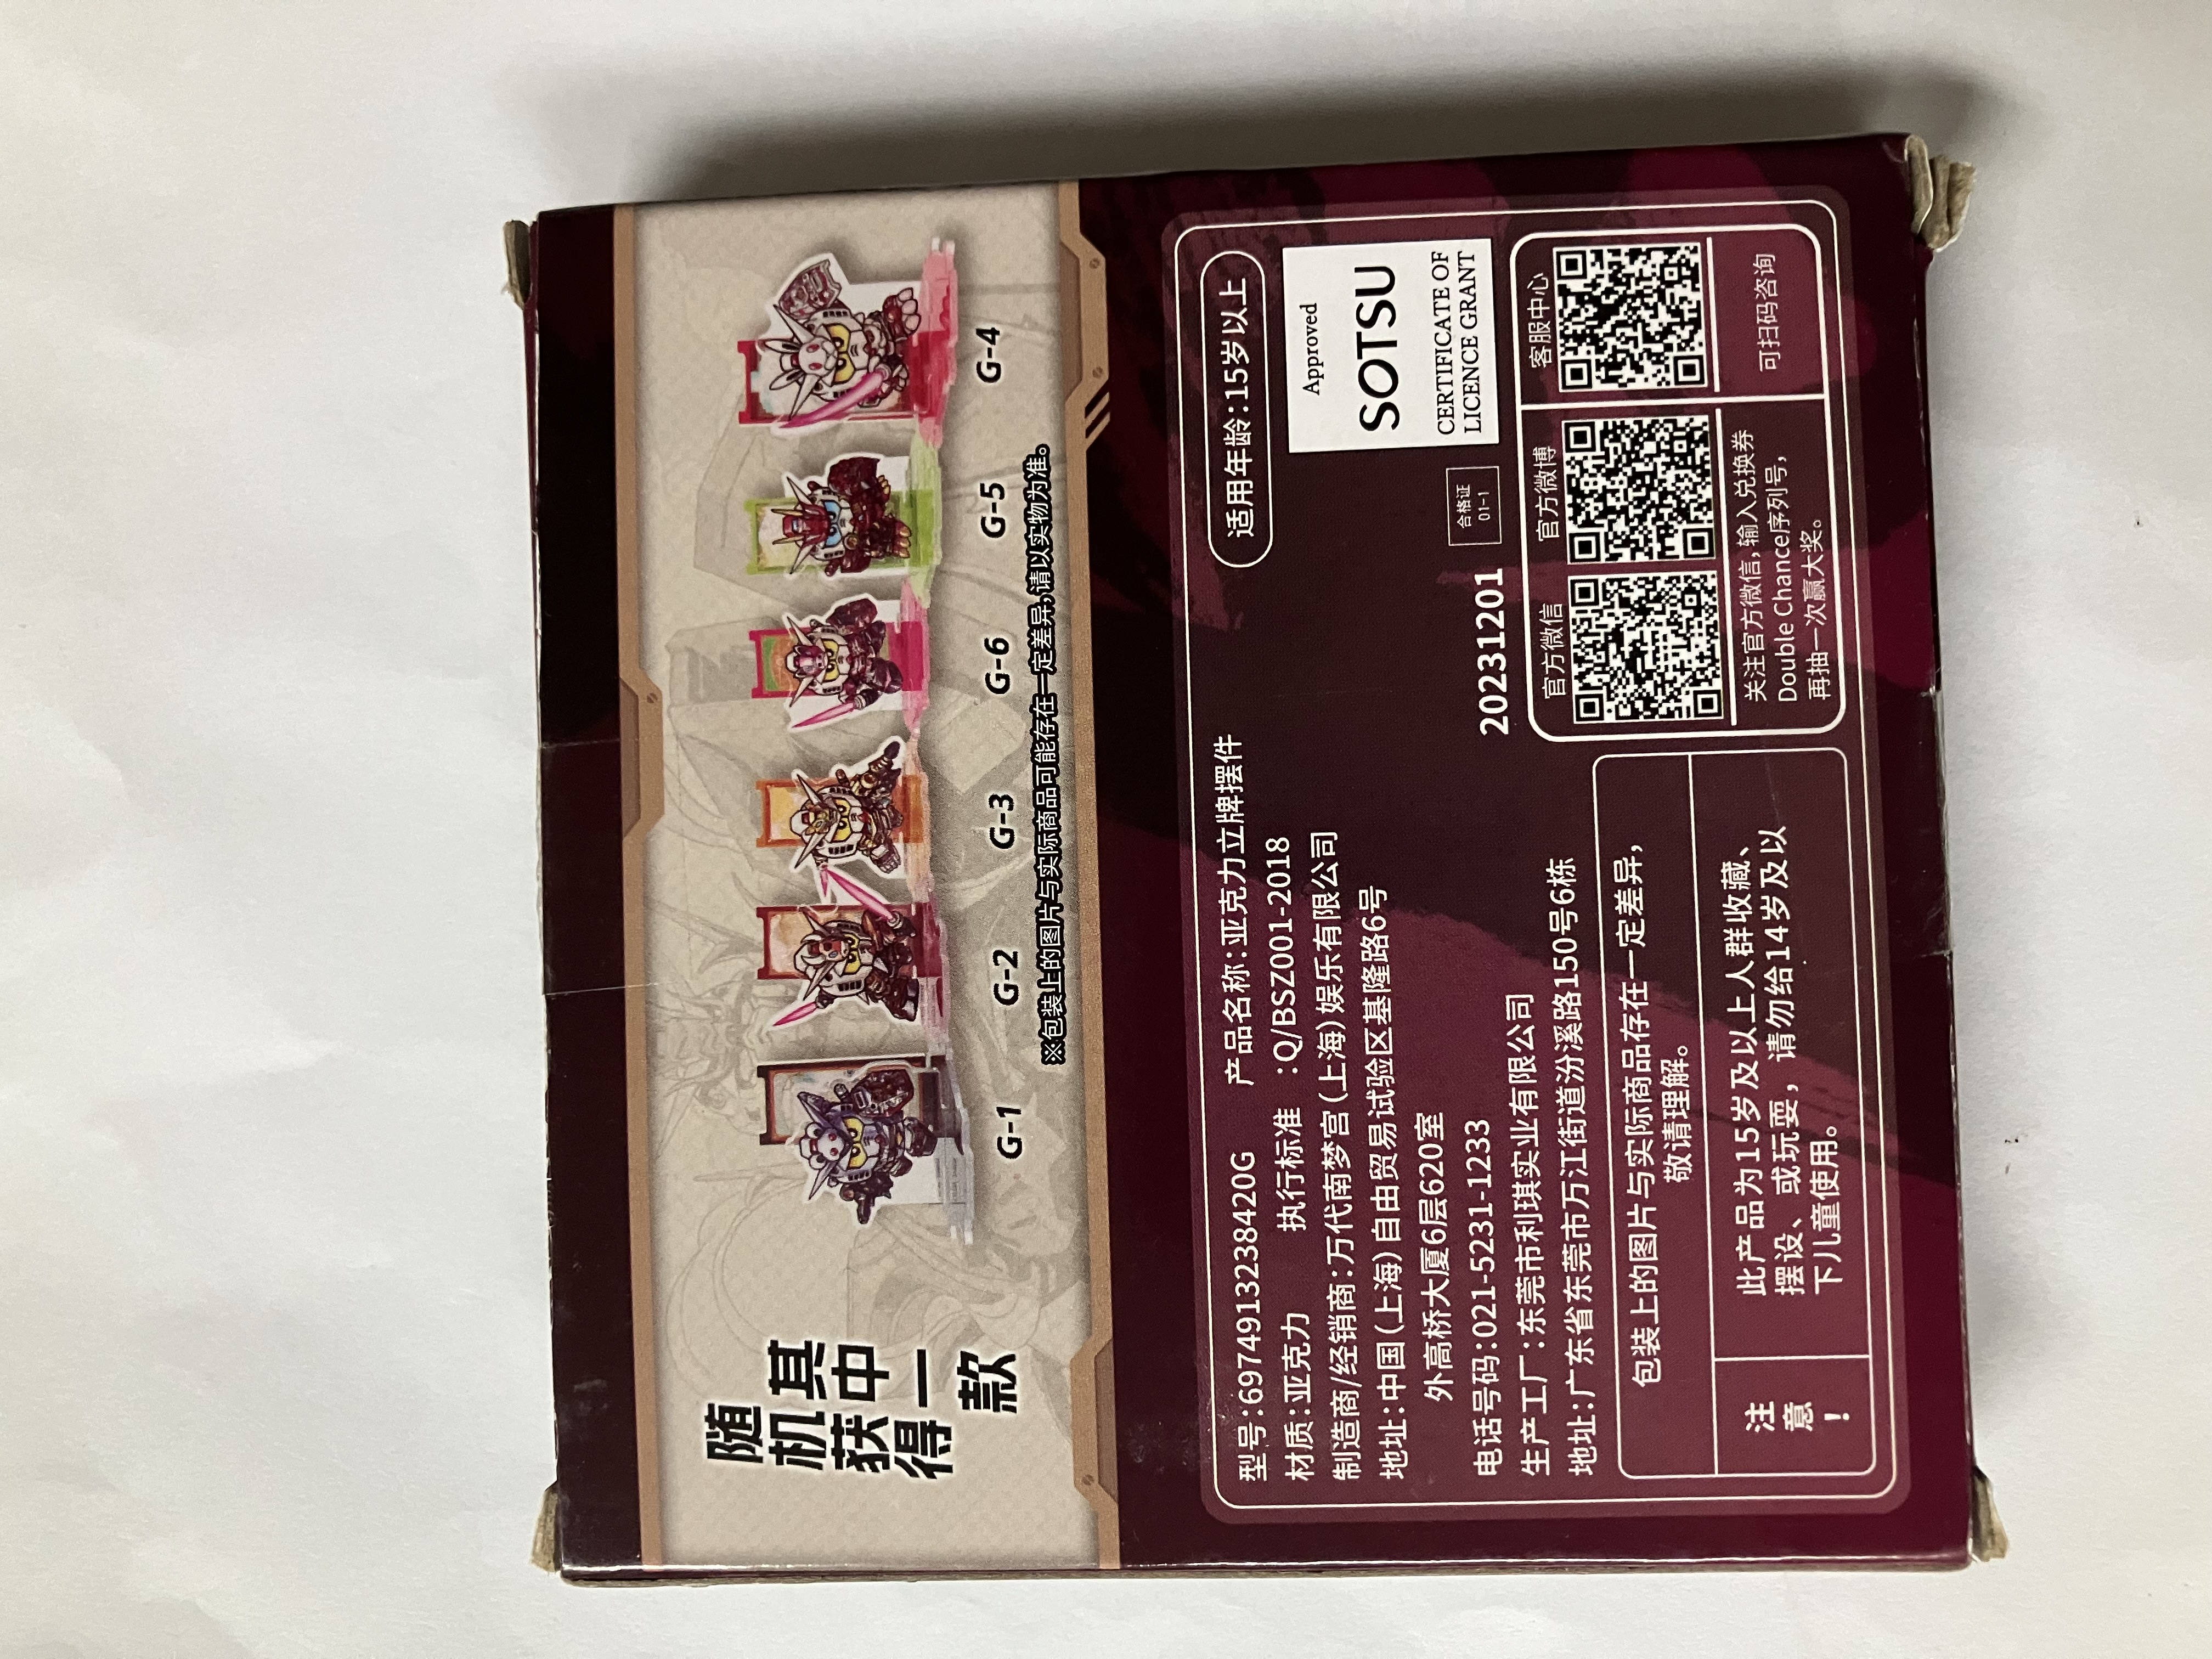 随机获得
其中一款
G-1
G-2
G-3
G-6
G-5
G-4
※包装上的图片与实际商品可能存在一定差异,请以实物为准。
型号:6974913238420G 产品名称:亚克力立牌摆件
材质:亚克力 执行标准 :Q/BSZ001-2018
制造商/经销商:万代南梦宫(上海)娱乐有限公司
地址:中国(上海)自由贸易试验区基隆路6号
外高桥大厦6层620室
电话号码:021-5231-1233
生产工厂:东莞市利琪实业有限公司
地址:广东省东莞市万江街道汾溪路150号6栋
包装上的图片与实际商品存在一定差异,
敬请理解。
注意!
此产品为15岁及以上人群收藏、
摆设、或玩耍，请勿给14岁及以
下儿童使用。
适用年龄:15岁以上
Approved
SOTSU
CERTIFICATE OF
LICENCE GRANT
合格证
01-1
20231201
官方微信
官方微博
客服中心
关注官方微信,输入兑换券
Double Chance序列号,
再抽一次赢大奖。
可扫码咨询